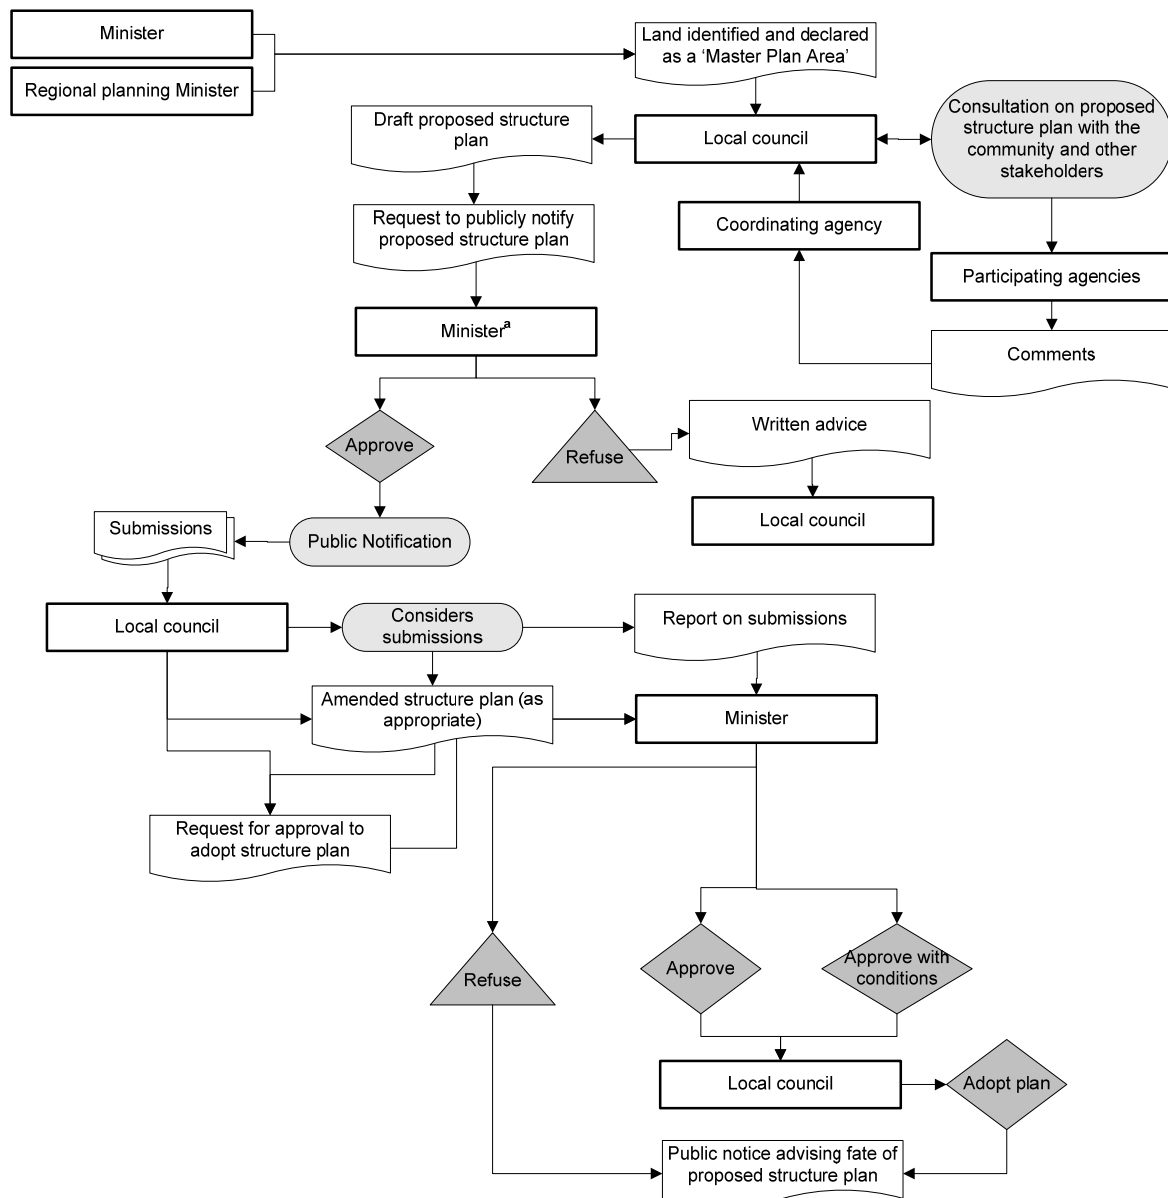 Minister
Regional planning Minister
Land identified and declared
as a ‘Master Plan Area’
Draft proposed structure
plan
Local council
Consultation on proposed
structure plan with the
community and other
stakeholders
Request to publicly notify
proposed structure plan
Coordinating agency
Participating agencies
Ministerᵃ
Comments
Approve
Refuse
Written advice
Local council
Submissions
Public Notification
Local council
Considers
submissions
Report on submissions
Amended structure plan (as
appropriate)
Minister
Request for approval to
adopt structure plan
Refuse
Approve
Approve with
conditions
Local council
Adopt plan
Public notice advising fate of
proposed structure plan